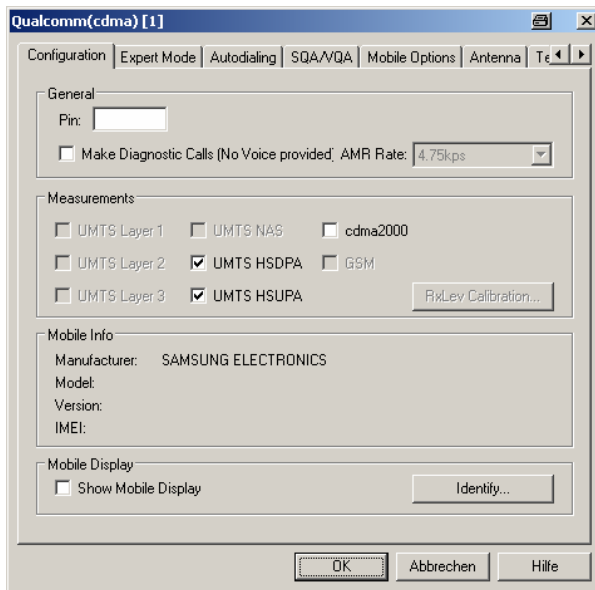 Qualcomm(cdma) [1]
Configuration Expert Mode Autodialing SQA/VQA Mobile Options Antenna
General
Pin:
Make Diagnostic Calls (No Voice provided) AMR Rate: 4.75kps
Measurements
UMTS Layer 1 UMTS NAS cdma2000
UMTS Layer 2 UMTS HSDPA GSM
UMTS Layer 3 UMTS HSUPA RxLev Calibration...
Mobile Info
Manufacturer: SAMSUNG ELECTRONICS
Model:
Version:
IMEI:
Mobile Display
Show Mobile Display Identify...
OK Abbrechen Hilfe